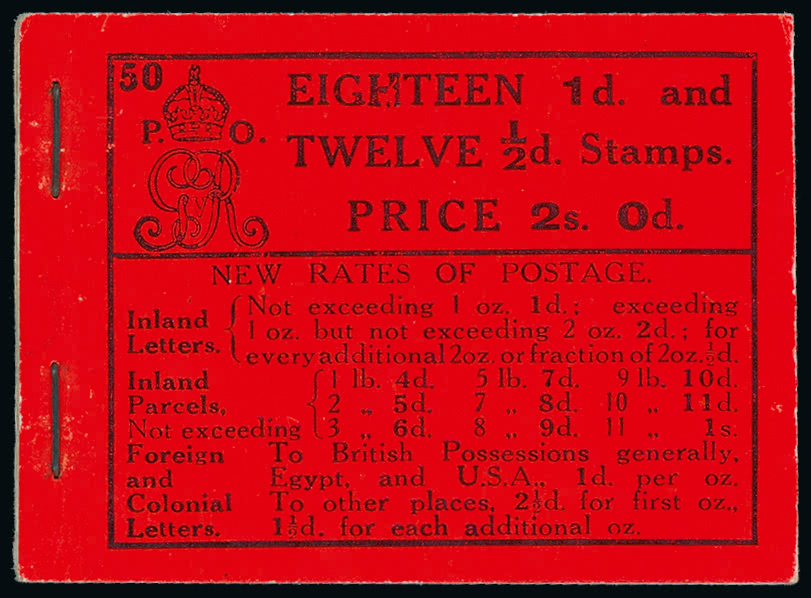 50
P. O.
GvR
EIGHTEEN 1d. and
TWELVE ½d. Stamps.
PRICE 2s. 0d.
NEW RATES OF POSTAGE.
Inland Letters. { Not exceeding 1 oz. 1d.; exceeding
1 oz. but not exceeding 2 oz. 2d.; for
every additional 2oz. or fraction of 2oz. ½d.
Inland { 1 lb. 4d. 5 lb. 7d. 9 lb. 10d.
Parcels, 2 „ 5d. 7 „ 8d. 10 „ 11d.
Not exceeding 3 „ 6d. 8 „ 9d. 11 „ 1s.
Foreign To British Possessions generally,
and Egypt, and U.S.A., 1d. per oz.
Colonial To other places, 2½d. for first oz.,
Letters. 1½d. for each additional oz.